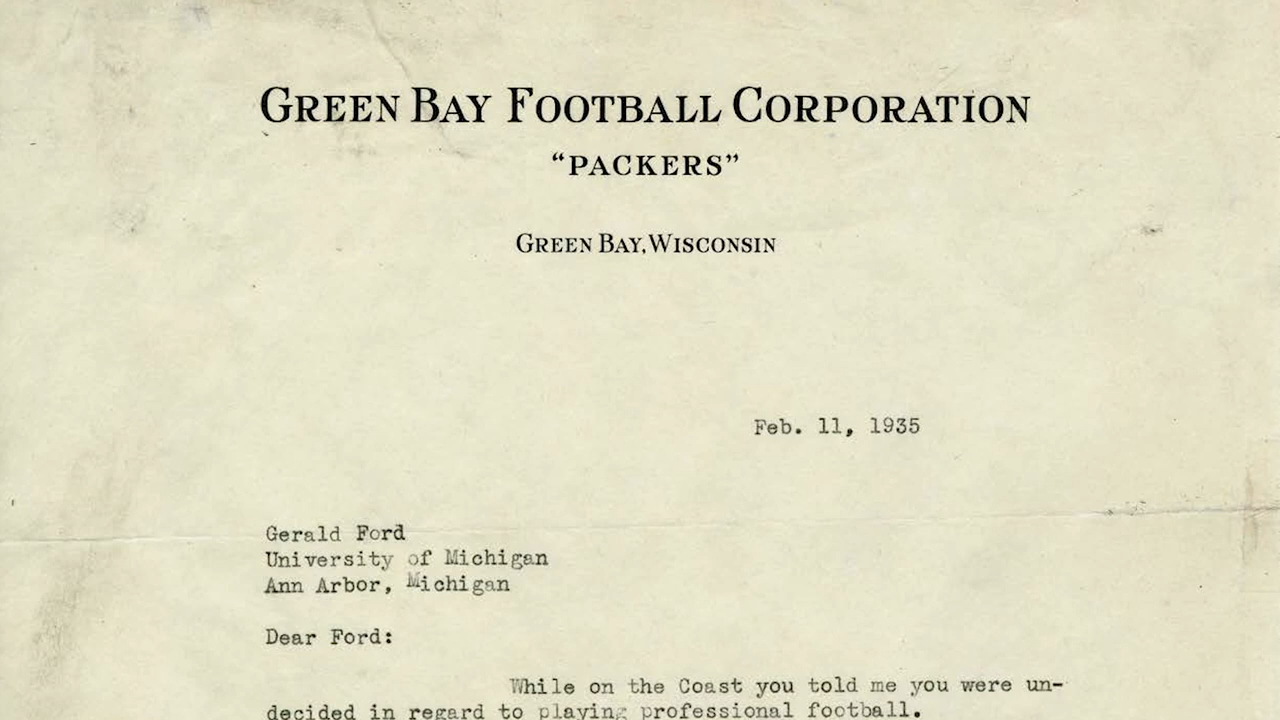 GREEN BAY FOOTBALL CORPORATION
“PACKERS”
GREEN BAY, WISCONSIN
Feb. 11, 1935
Gerald Ford
University of Michigan
Ann Arbor, Michigan
Dear Ford:
While on the Coast you told me you were un-
decided in regard to playing professional football.